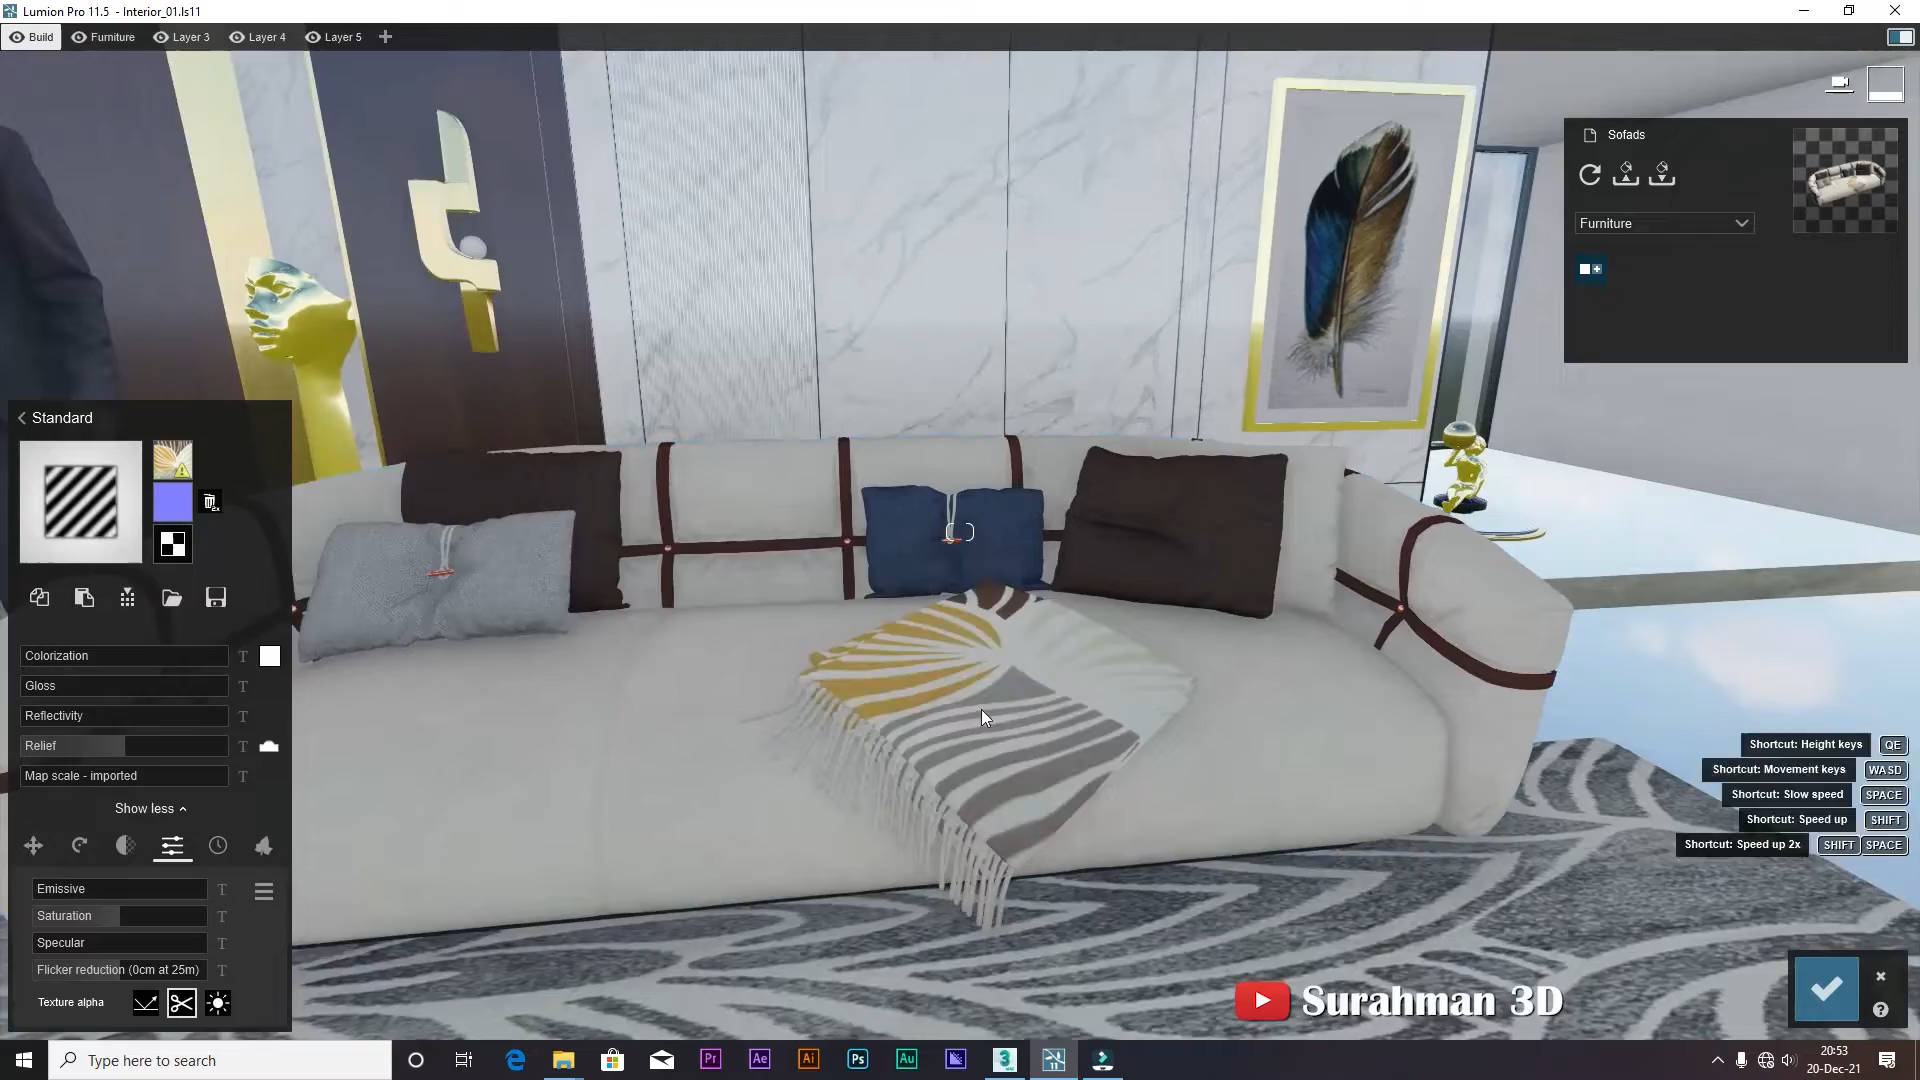 Lumion Pro 11.5 - Interior_01.ls11
Build
Furniture
Layer 3
Layer 4
Layer 5
Sofads
Furniture
Standard
Colorization T
Gloss T
Reflectivity T
Relief T
Map scale - imported T
Show less
Emissive T
Saturation T
Specular T
Flicker reduction (0cm at 25m) T
Texture alpha
Shortcut: Height keys QE
Shortcut: Movement keys WASD
Shortcut: Slow speed SPACE
Shortcut: Speed up SHIFT
Shortcut: Speed up 2x SHIFT SPACE
Surahman 3D
Type here to search
Pr
Ae
Ai
Ps
Au
3
11
20:53
20-Dec-21